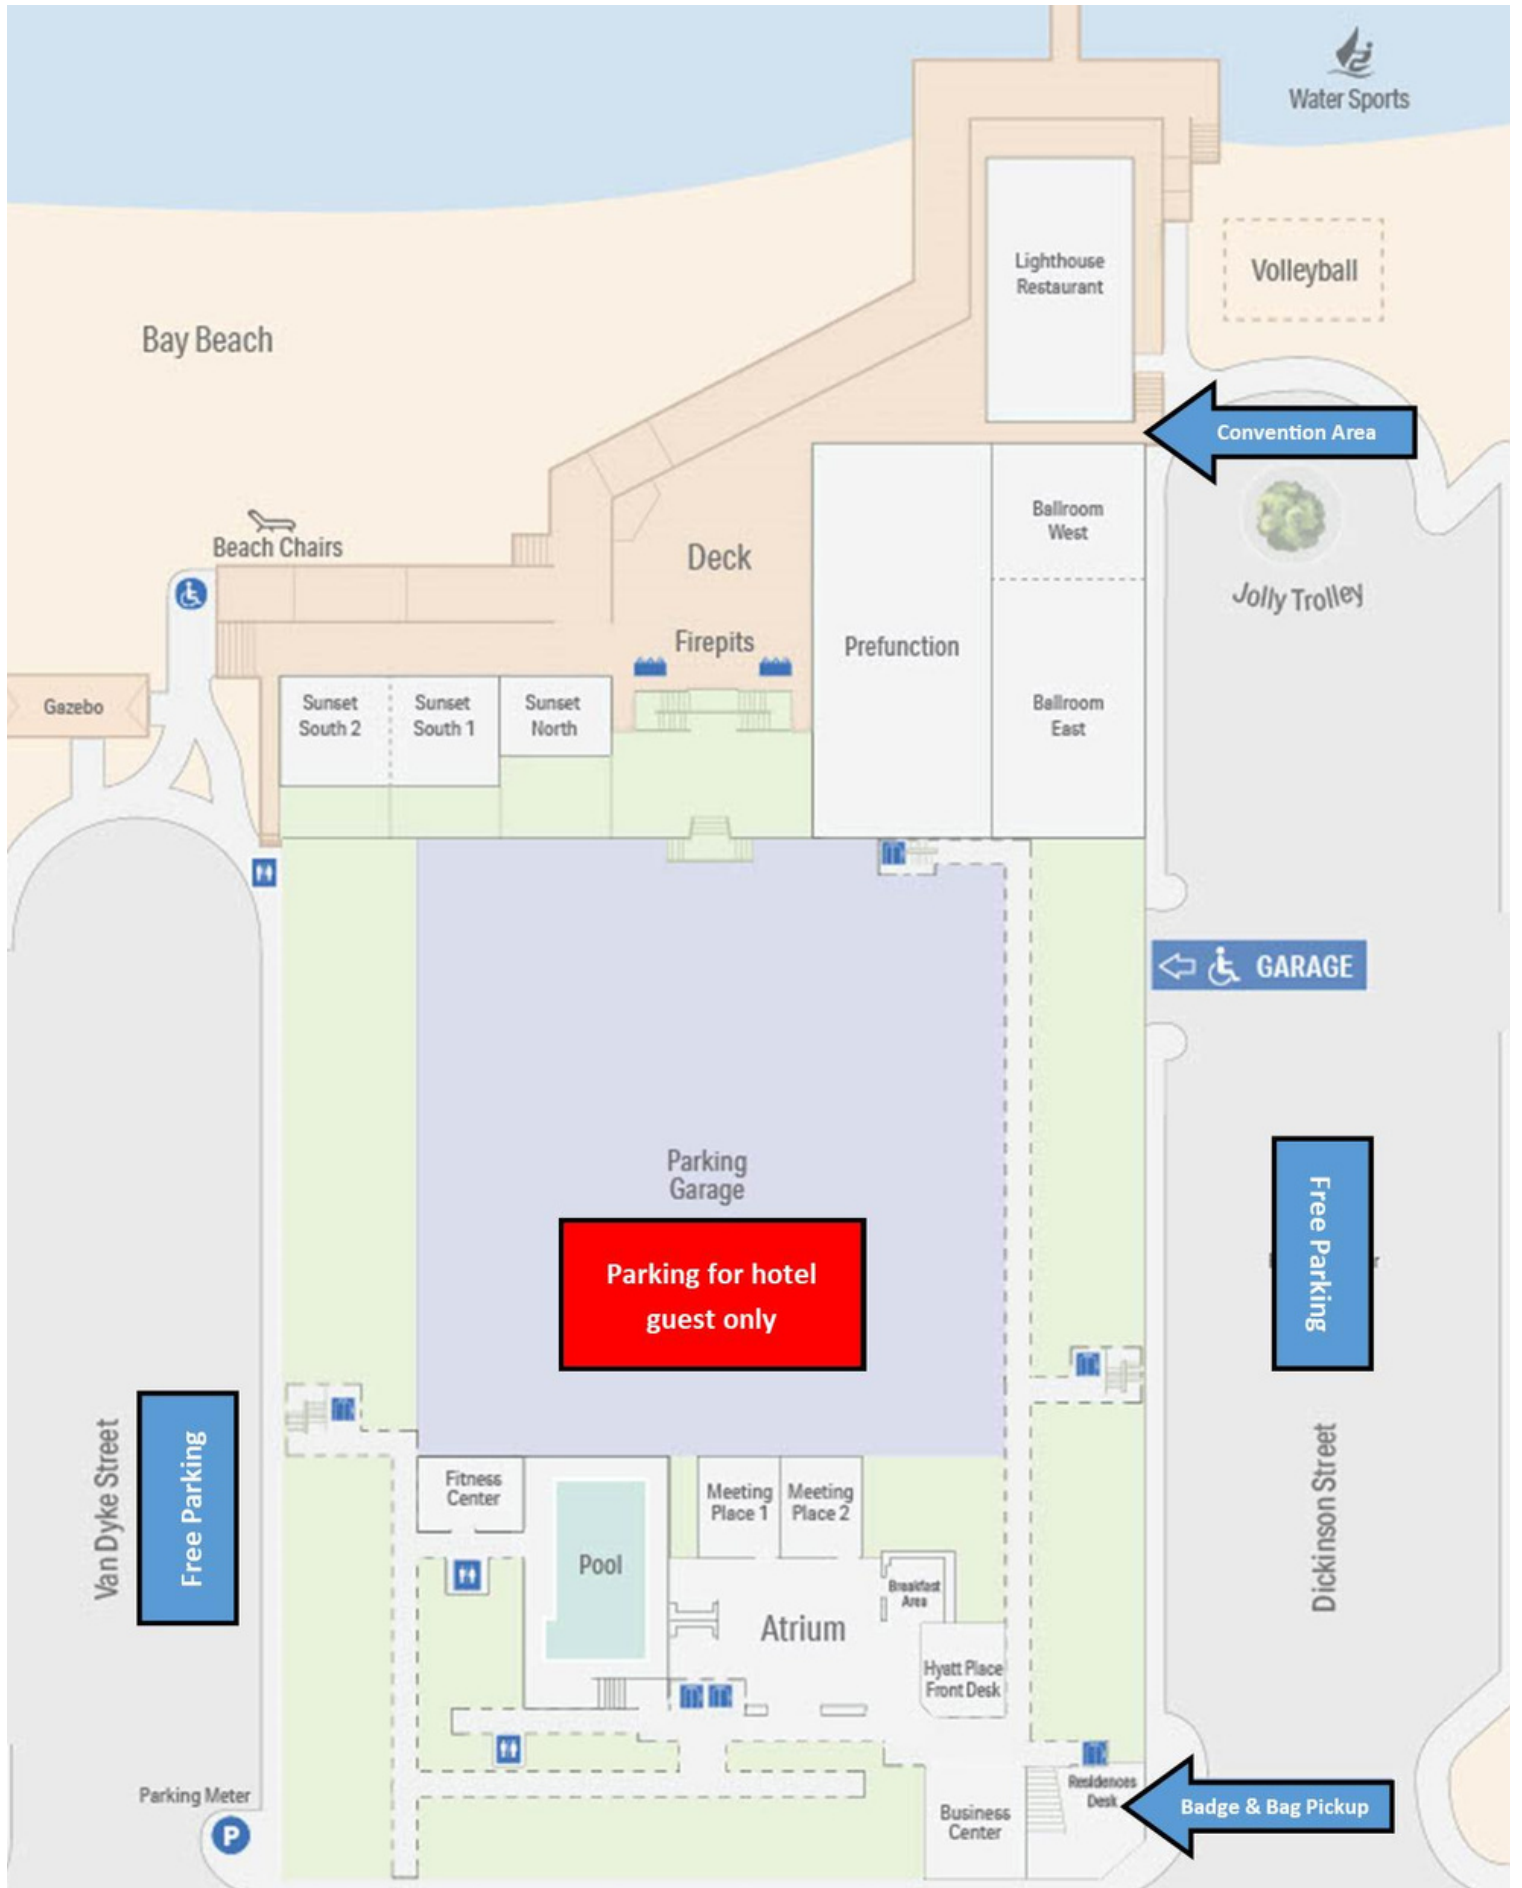 Water Sports
Lighthouse
Restaurant
Volleyball
Bay Beach
Convention Area
Ballroom
West
Beach Chairs
Deck
Jolly Trolley
Firepits
Prefunction
Gazebo
Sunset
South 2
Sunset
South 1
Sunset
North
Ballroom
East
GARAGE
Parking
Garage
Parking for hotel
guest only
Free Parking
Van Dyke Street
Free Parking
Dickinson Street
Fitness
Center
Meeting
Place 1
Meeting
Place 2
Pool
Breakfast
Area
Atrium
Hyatt Place
Front Desk
Parking Meter
P
Residences
Desk
Badge & Bag Pickup
Business
Center